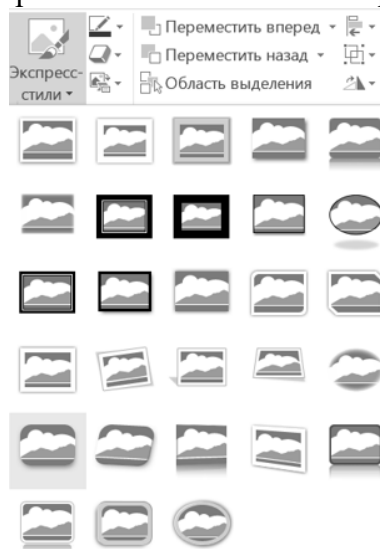 Переместить вперед
Переместить назад
Область выделения
Экспресс-
стили